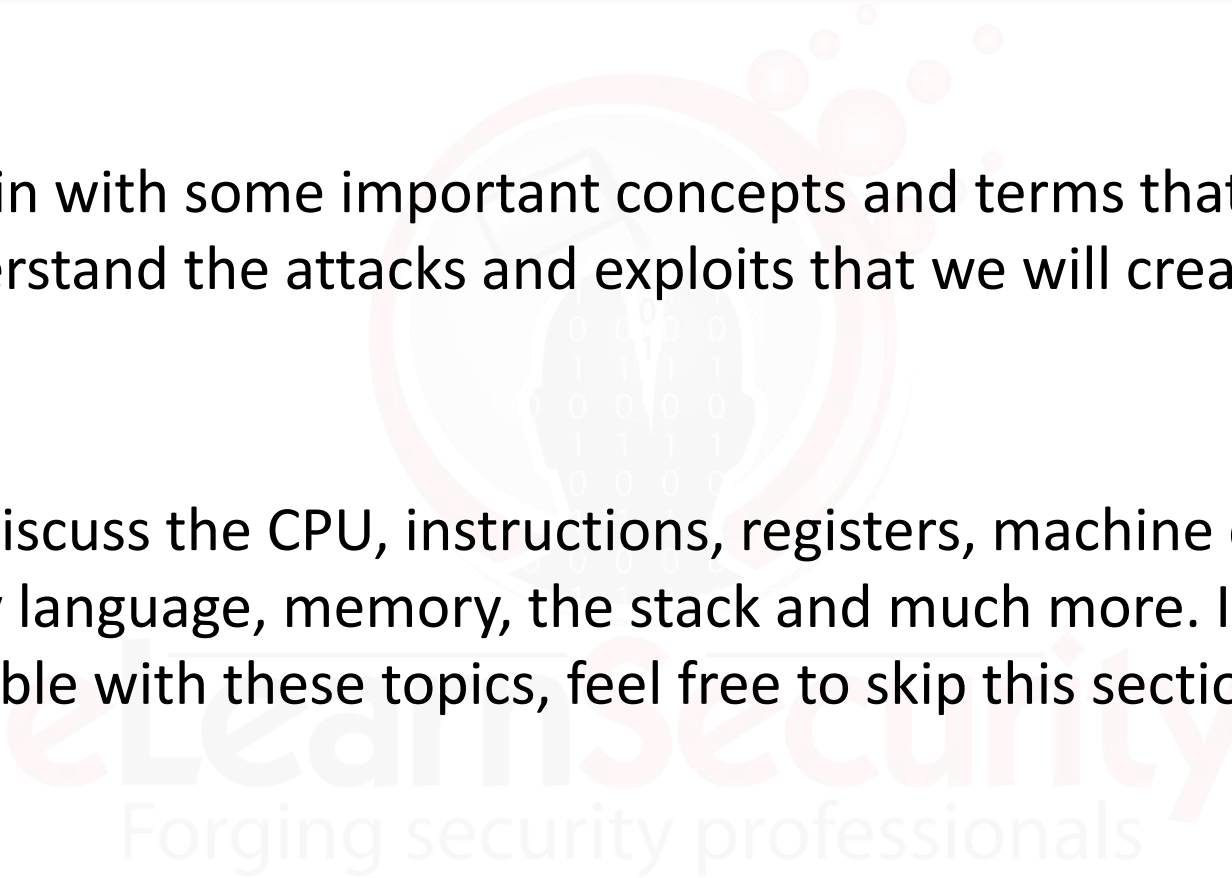 in with some important concepts and terms that
erstand the attacks and exploits that we will crea
iscuss the CPU, instructions, registers, machine
language, memory, the stack and much more. I
ble with these topics, feel free to skip this sectio
eLearnSecurity
Forging security professionals